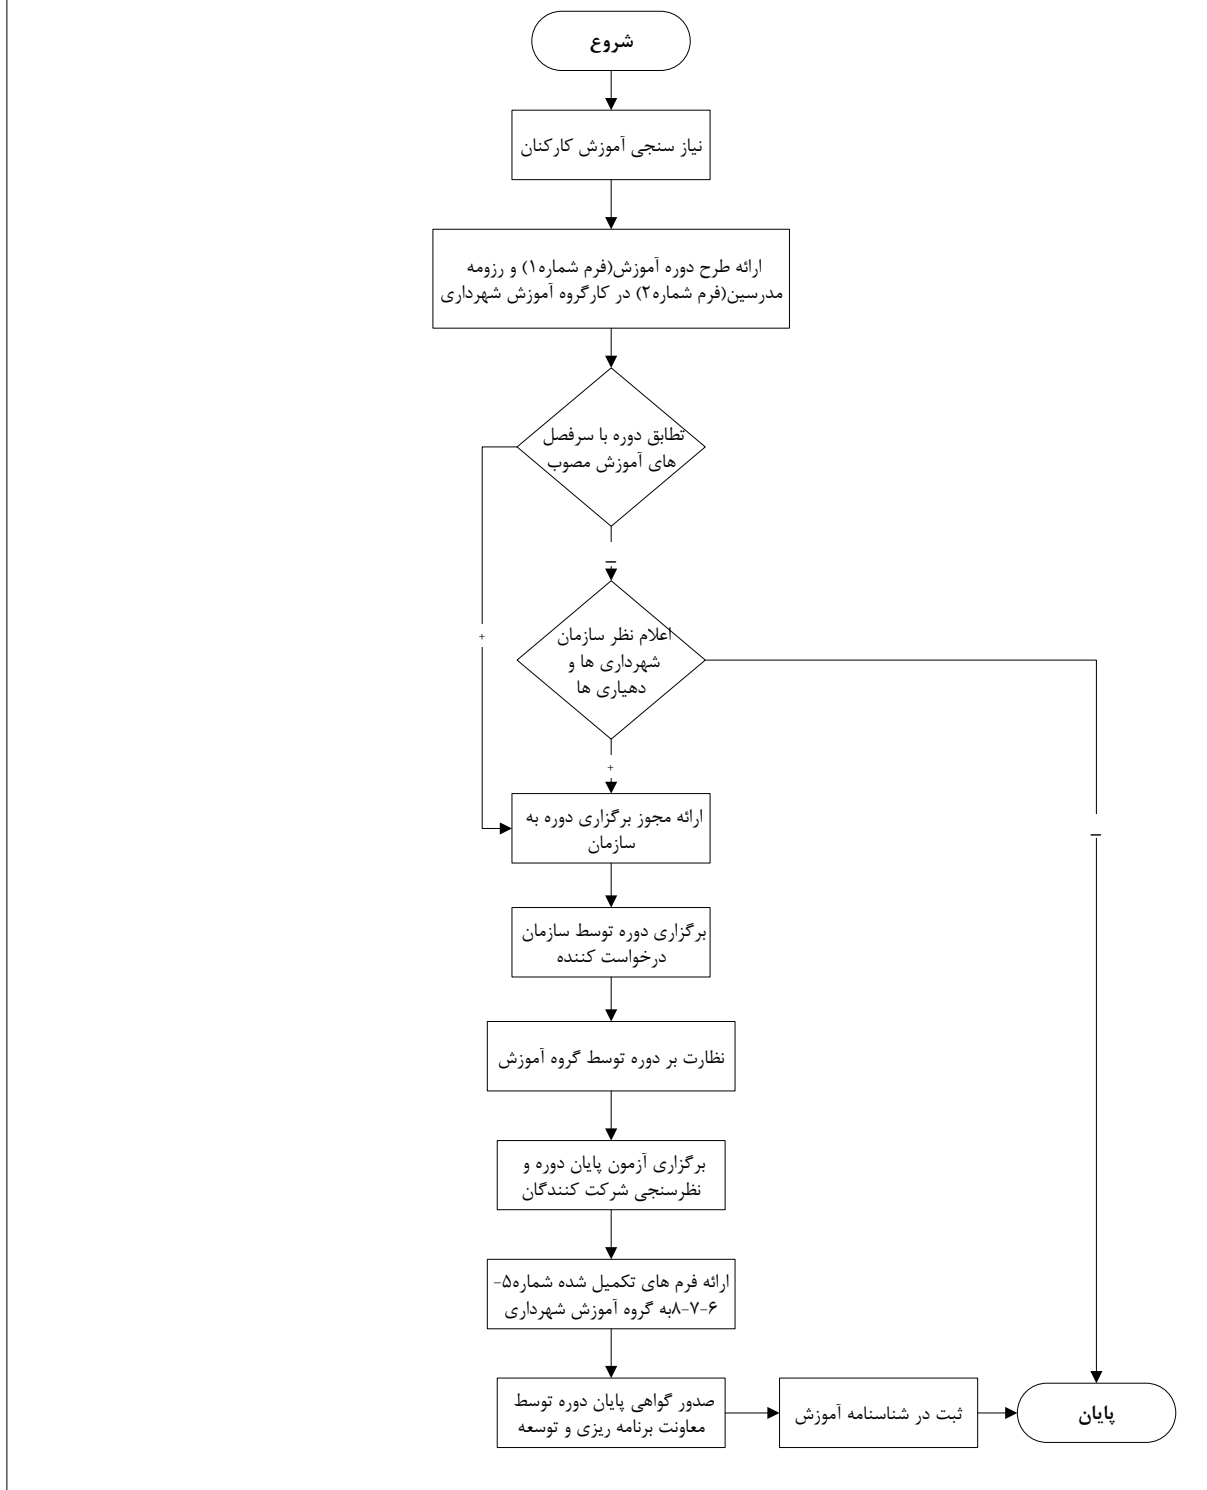 شروع
نیاز سنجی آموزش کارکنان
ارائه طرح دوره آموزش(فرم شماره۱) و رزومه
مدرسین(فرم شماره۲) در کارگروه آموزش شهرداری
تطابق دوره با سرفصل
های آموزش مصوب
–
اعلام نظر سازمان
شهرداری ها و
دهیاری ها
+
+
ارائه مجوز برگزاری دوره به
سازمان
–
برگزاری دوره توسط سازمان
درخواست کننده
نظارت بر دوره توسط گروه آموزش
برگزاری آزمون پایان دوره و
نظرسنجی شرکت کنندگان
ارائه فرم های تکمیل شده شماره۵-
۶-۷-۸به گروه آموزش شهرداری
صدور گواهی پایان دوره توسط
معاونت برنامه ریزی و توسعه
ثبت در شناسنامه آموزش
پایان